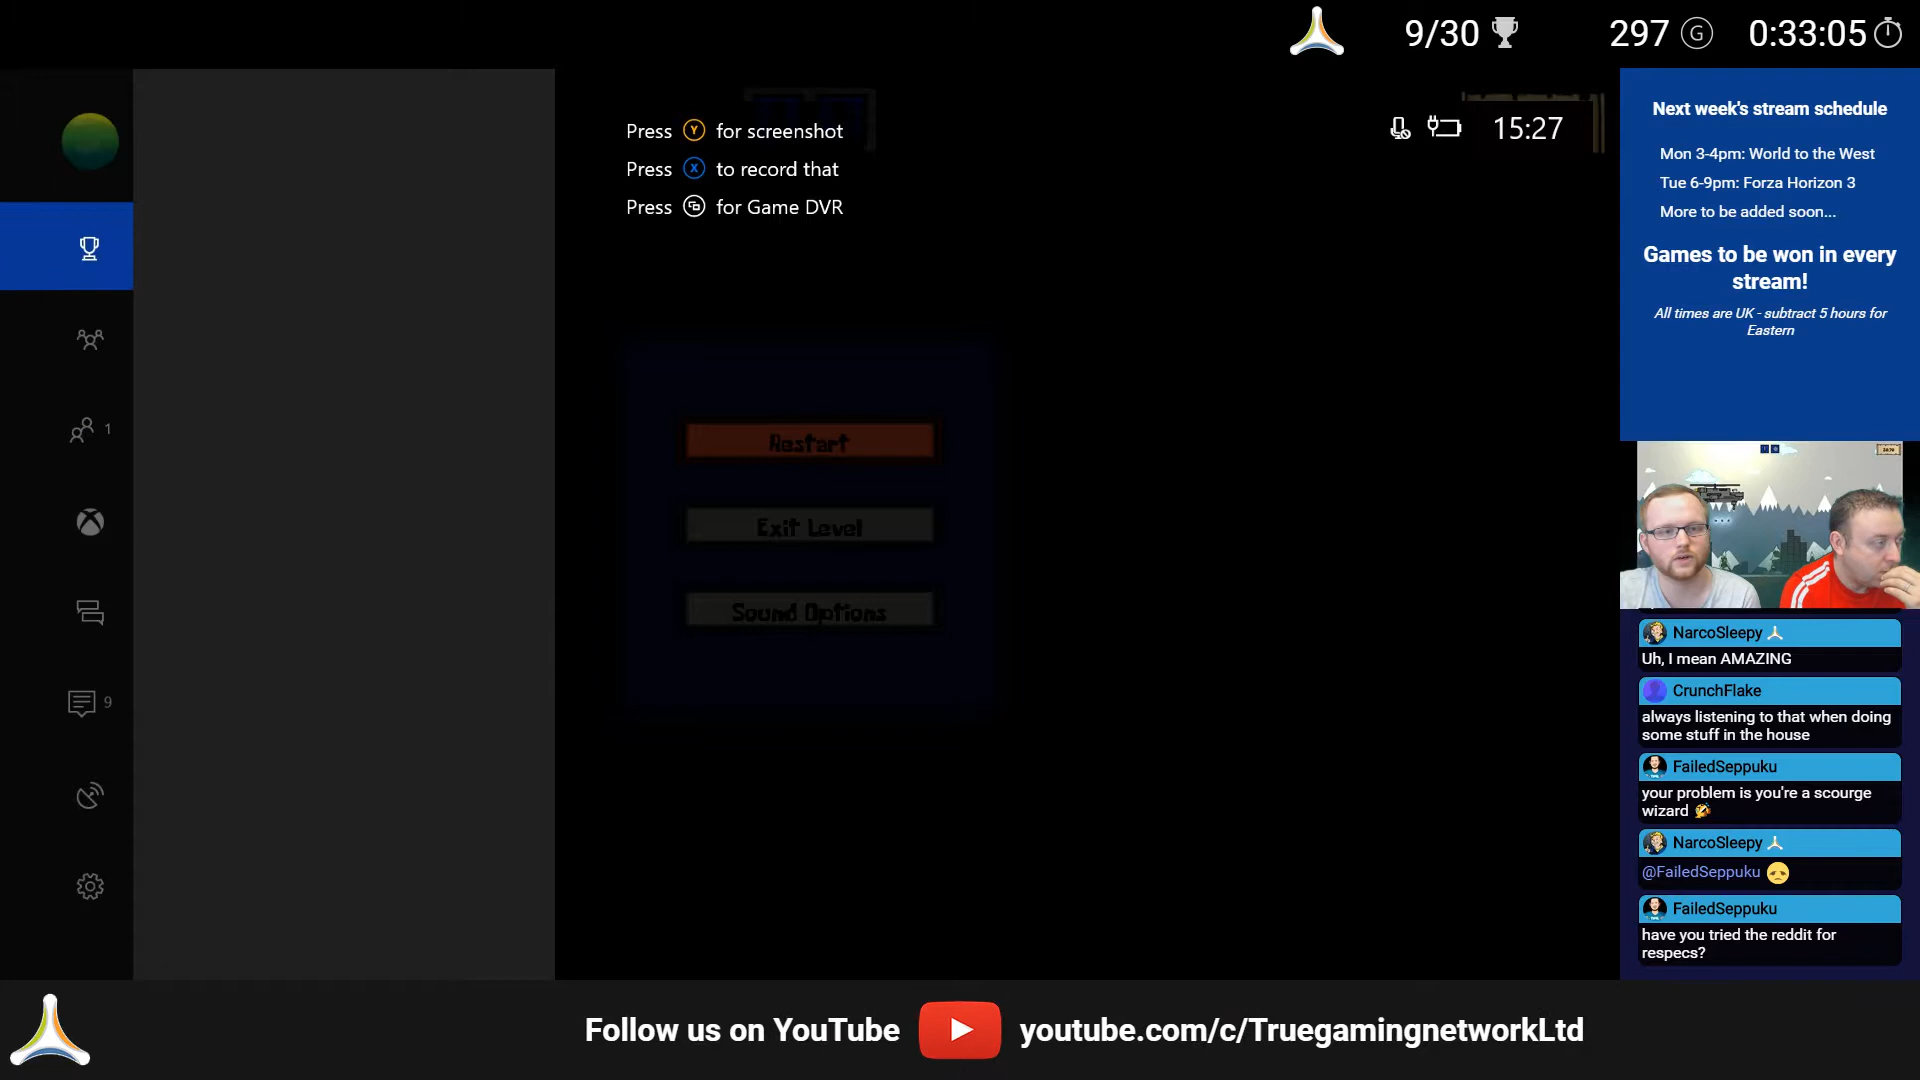 9/30
297 G
0:33:05
Press Y for screenshot
Press X to record that
Press for Game DVR
15:27
1
9
Restart
Exit Level
Sound Options
Next week's stream schedule
Mon 3-4pm: World to the West
Tue 6-9pm: Forza Horizon 3
More to be added soon...
Games to be won in every
stream!
All times are UK - subtract 5 hours for
Eastern
NarcoSleepy
Uh, I mean AMAZING
CrunchFlake
always listening to that when doing
some stuff in the house
FailedSeppuku
your problem is you're a scourge
wizard
NarcoSleepy
@FailedSeppuku
FailedSeppuku
have you tried the reddit for
respecs?
Follow us on YouTube
youtube.com/c/TruegamingnetworkLtd